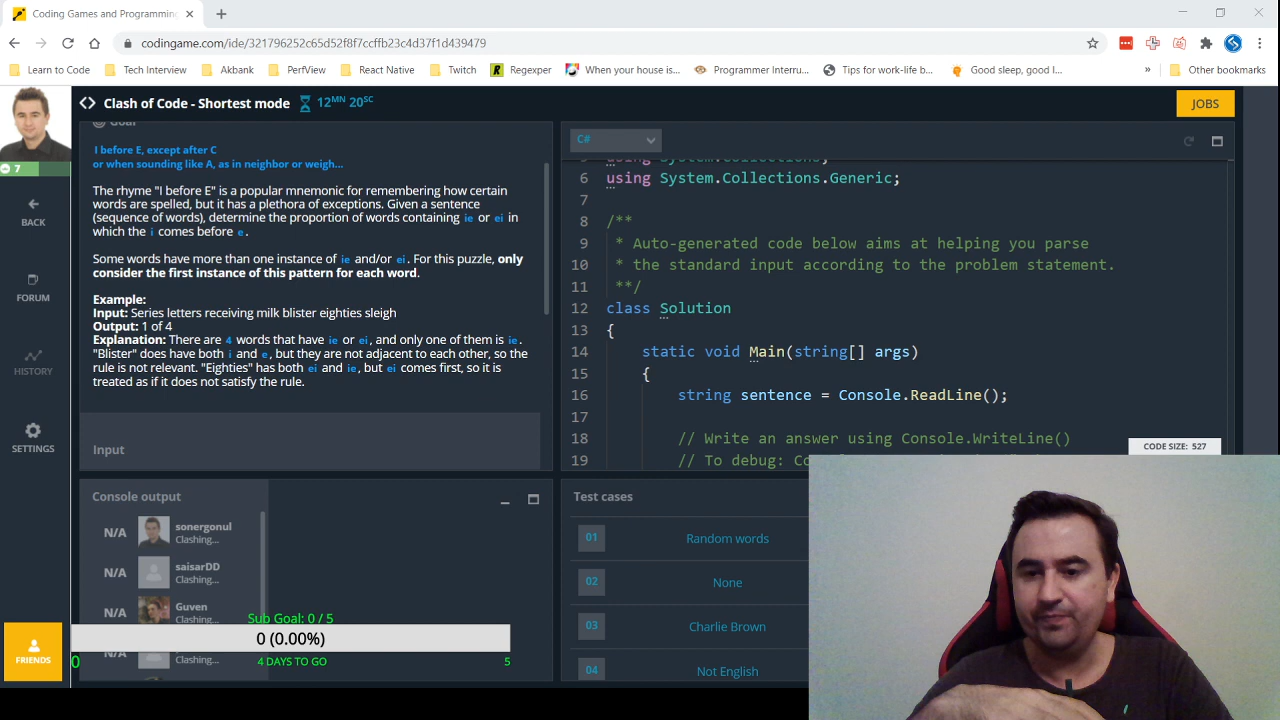 Coding Games and Programming
codingame.com/ide/321796252c65d52f8f7ccffb23c4d37f1d439479
Learn to Code
Tech Interview
Akbank
PerfView
React Native
Twitch
R Regexper
When your house is...
Programmer Interru...
Tips for work-life b...
Good sleep, good l...
»
Other bookmarks
<> Clash of Code - Shortest mode
12MN 20SC
JOBS
7
BACK
FORUM
HISTORY
SETTINGS
FRIENDS
Goal
I before E, except after C
or when sounding like A, as in neighbor or weigh...
The rhyme "I before E" is a popular mnemonic for remembering how certain
words are spelled, but it has a plethora of exceptions. Given a sentence
(sequence of words), determine the proportion of words containing ie or ei in
which the i comes before e.
Some words have more than one instance of ie and/or ei. For this puzzle, only
consider the first instance of this pattern for each word.
Example:
Input: Series letters receiving milk blister eighties sleigh
Output: 1 of 4
Explanation: There are 4 words that have ie or ei, and only one of them is ie.
"Blister" does have both i and e, but they are not adjacent to each other, so the
rule is not relevant. "Eighties" has both ei and ie, but ei comes first, so it is
treated as if it does not satisfy the rule.
Input
C#
5 using System.Collections;
6 using System.Collections.Generic;
7
8 /**
9 * Auto-generated code below aims at helping you parse
10 * the standard input according to the problem statement.
11 **/
12 class Solution
13 {
14 static void Main(string[] args)
15 {
16 string sentence = Console.ReadLine();
17
18 // Write an answer using Console.WriteLine()
19 // To debug:
CODE SIZE: 527
Console output
N/A sonergonul
Clashing...
N/A saisarDD
Clashing...
N/A Guven
N/A
Clashing...
Sub Goal: 0 / 5
0 (0.00%)
0
4 DAYS TO GO
5
Test cases
01 Random words
02 None
03 Charlie Brown
04 Not English